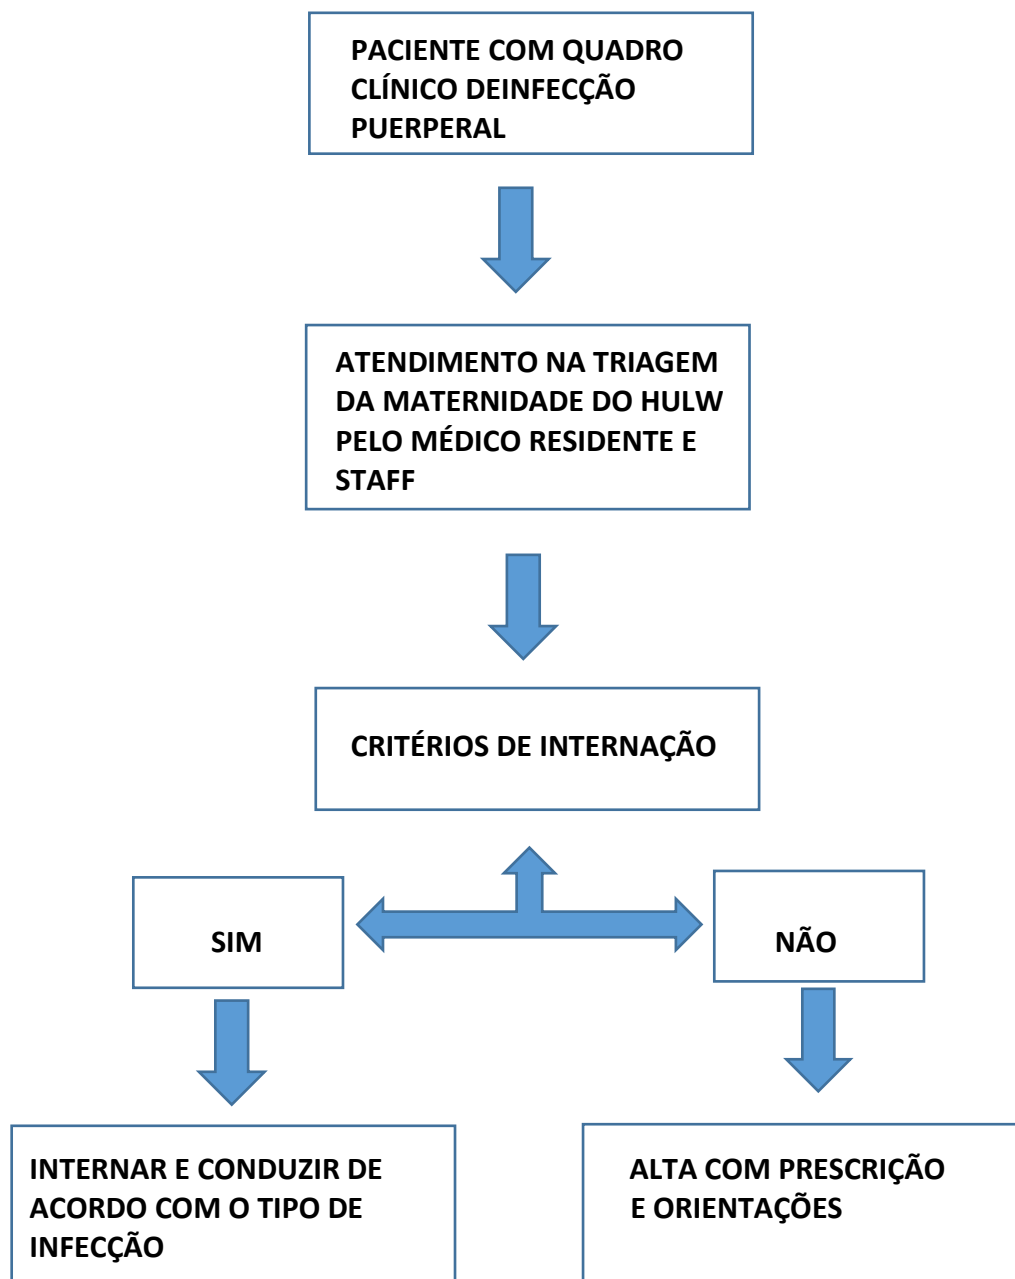 PACIENTE COM QUADRO
CLÍNICO DEINFECÇÃO
PUERPERAL
ATENDIMENTO NA TRIAGEM
DA MATERNIDADE DO HULW
PELO MÉDICO RESIDENTE E
STAFF
CRITÉRIOS DE INTERNAÇÃO
SIM
NÃO
INTERNAR E CONDUZIR DE
ACORDO COM O TIPO DE
INFECÇÃO
ALTA COM PRESCRIÇÃO
E ORIENTAÇÕES